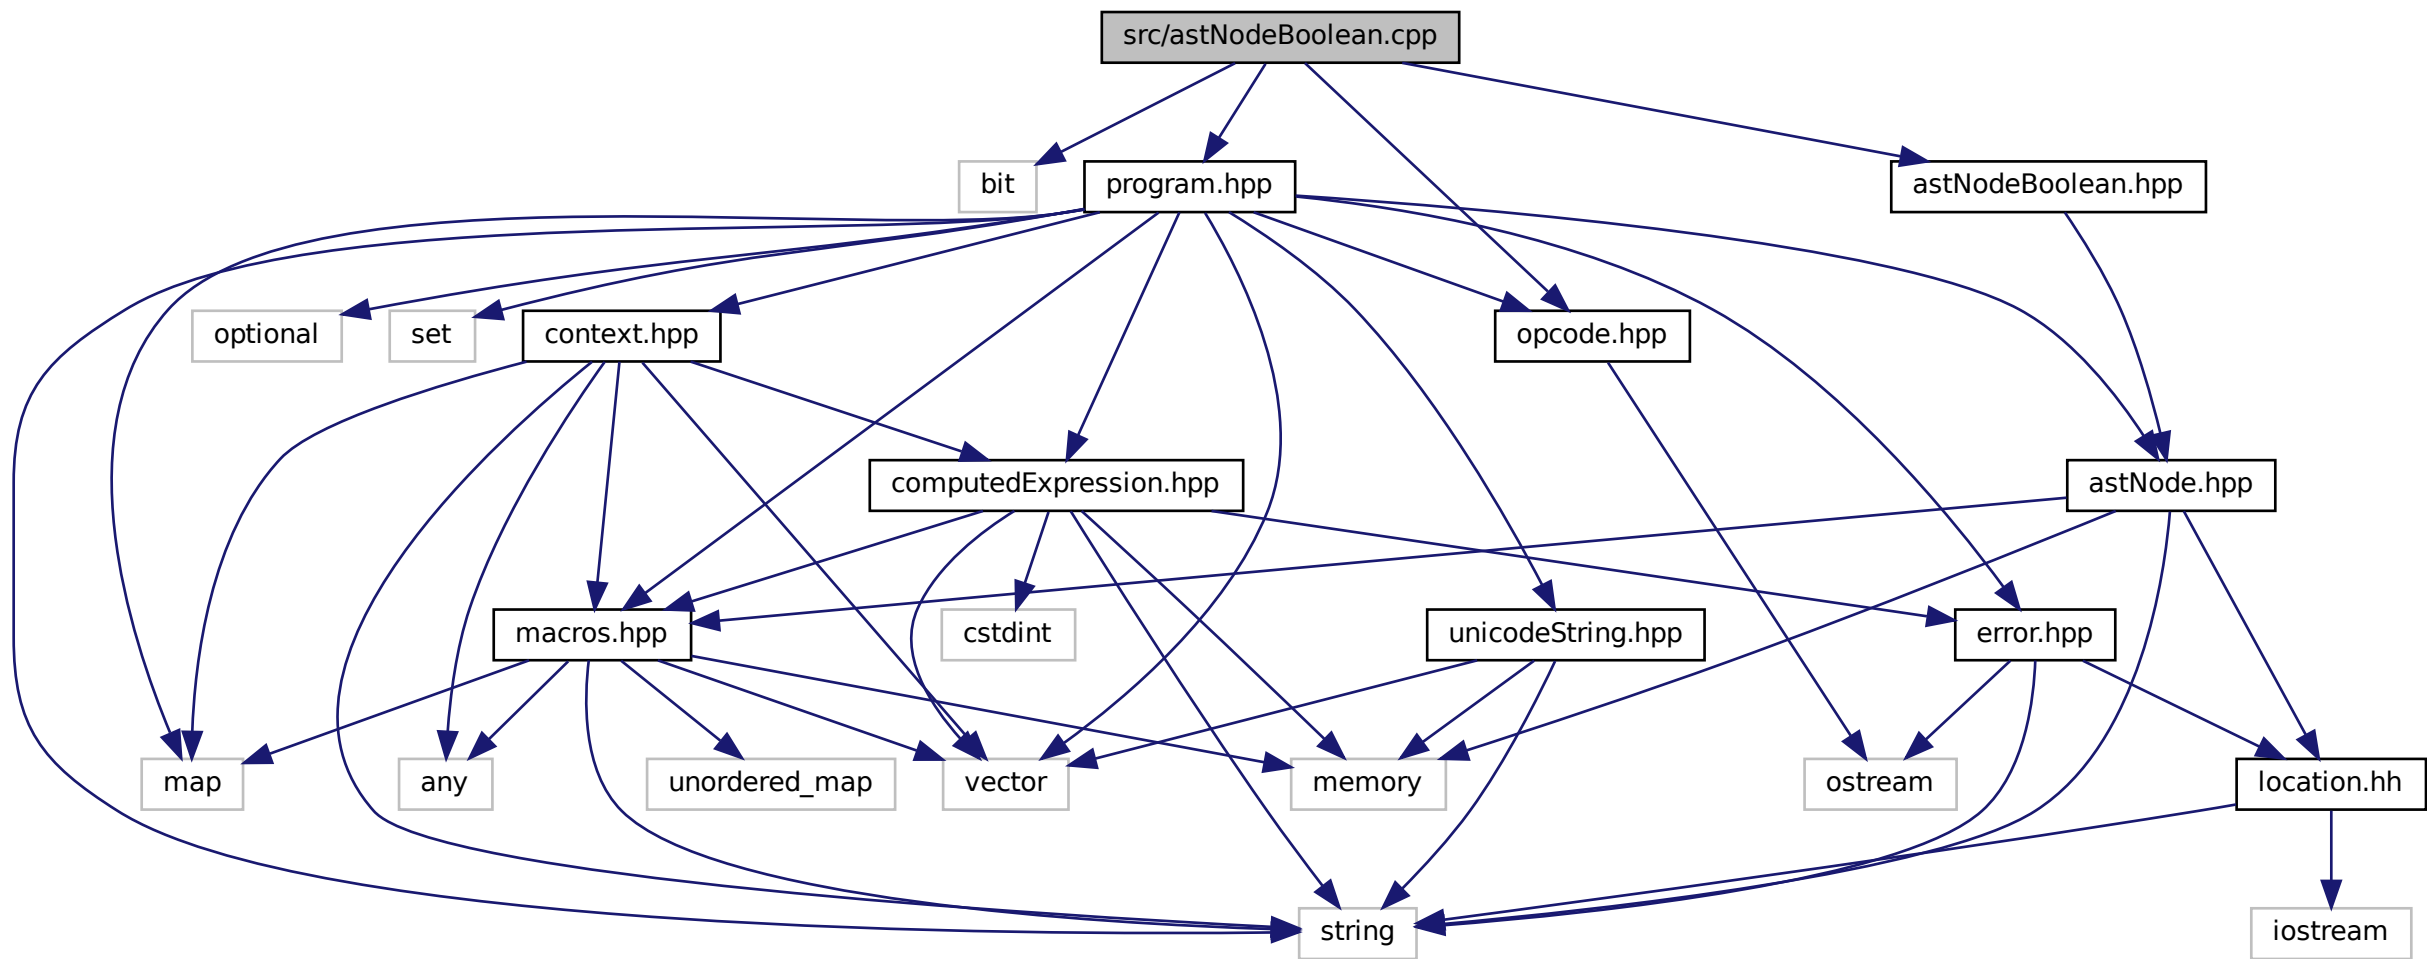 src/astNodeBoolean.cpp
bit
program.hpp
astNodeBoolean.hpp
optional
set
context.hpp
opcode.hpp
computedExpression.hpp
astNode.hpp
macros.hpp
cstdint
unicodeString.hpp
error.hpp
map
any
unordered_map
vector
memory
ostream
location.hh
string
iostream